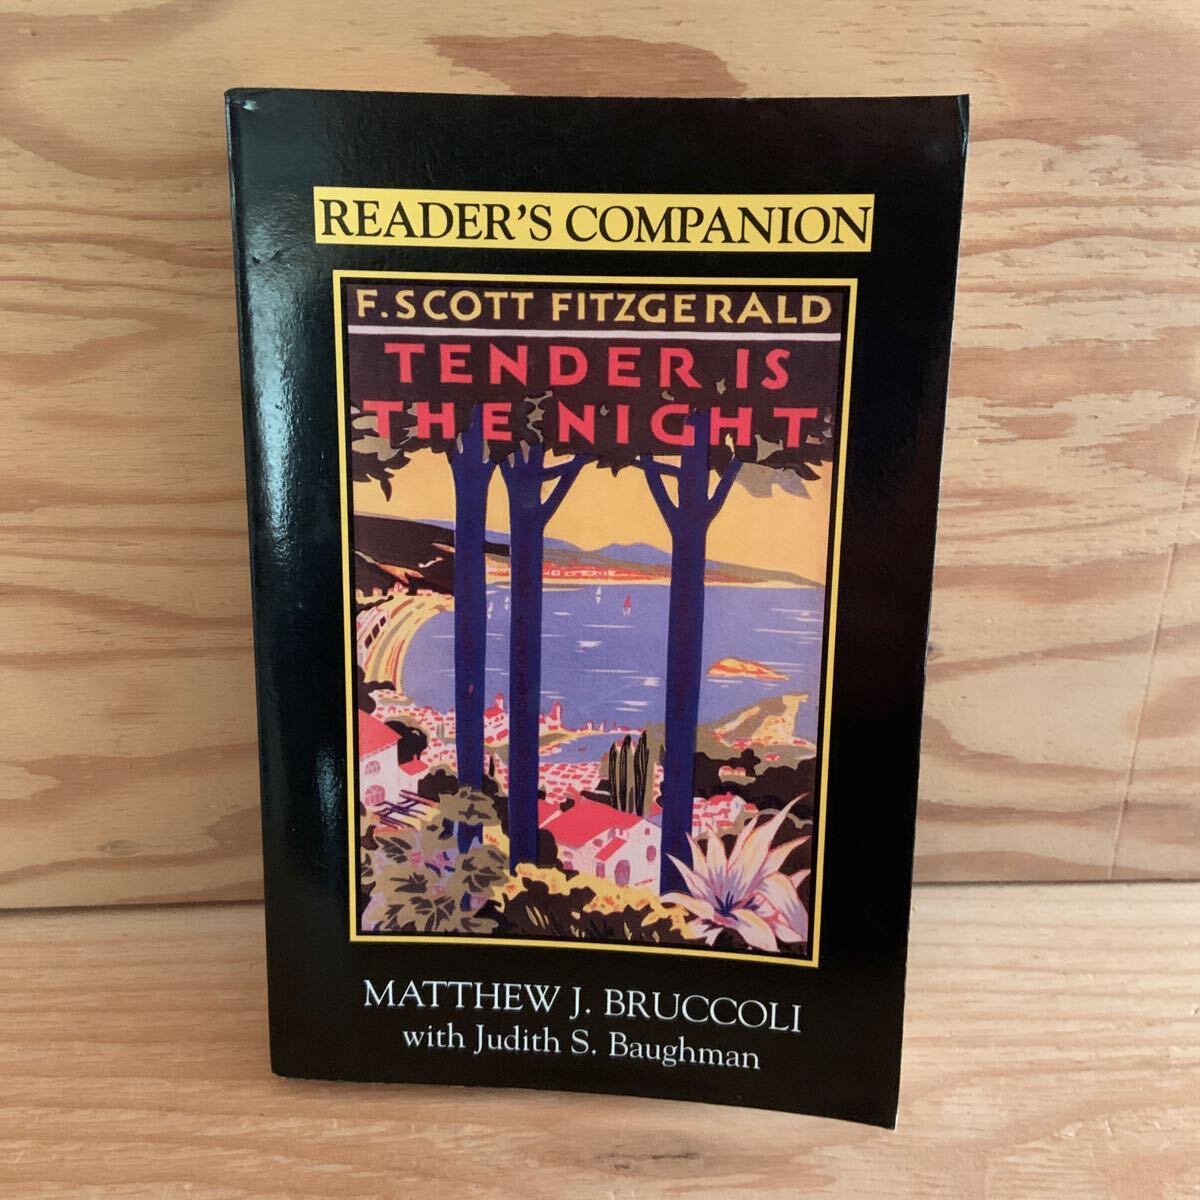 READER'S COMPANION
F. SCOTT FITZGERALD
TENDER IS
THE NIGHT
MATTHEW J. BRUCCOLI
with Judith S. Baughman